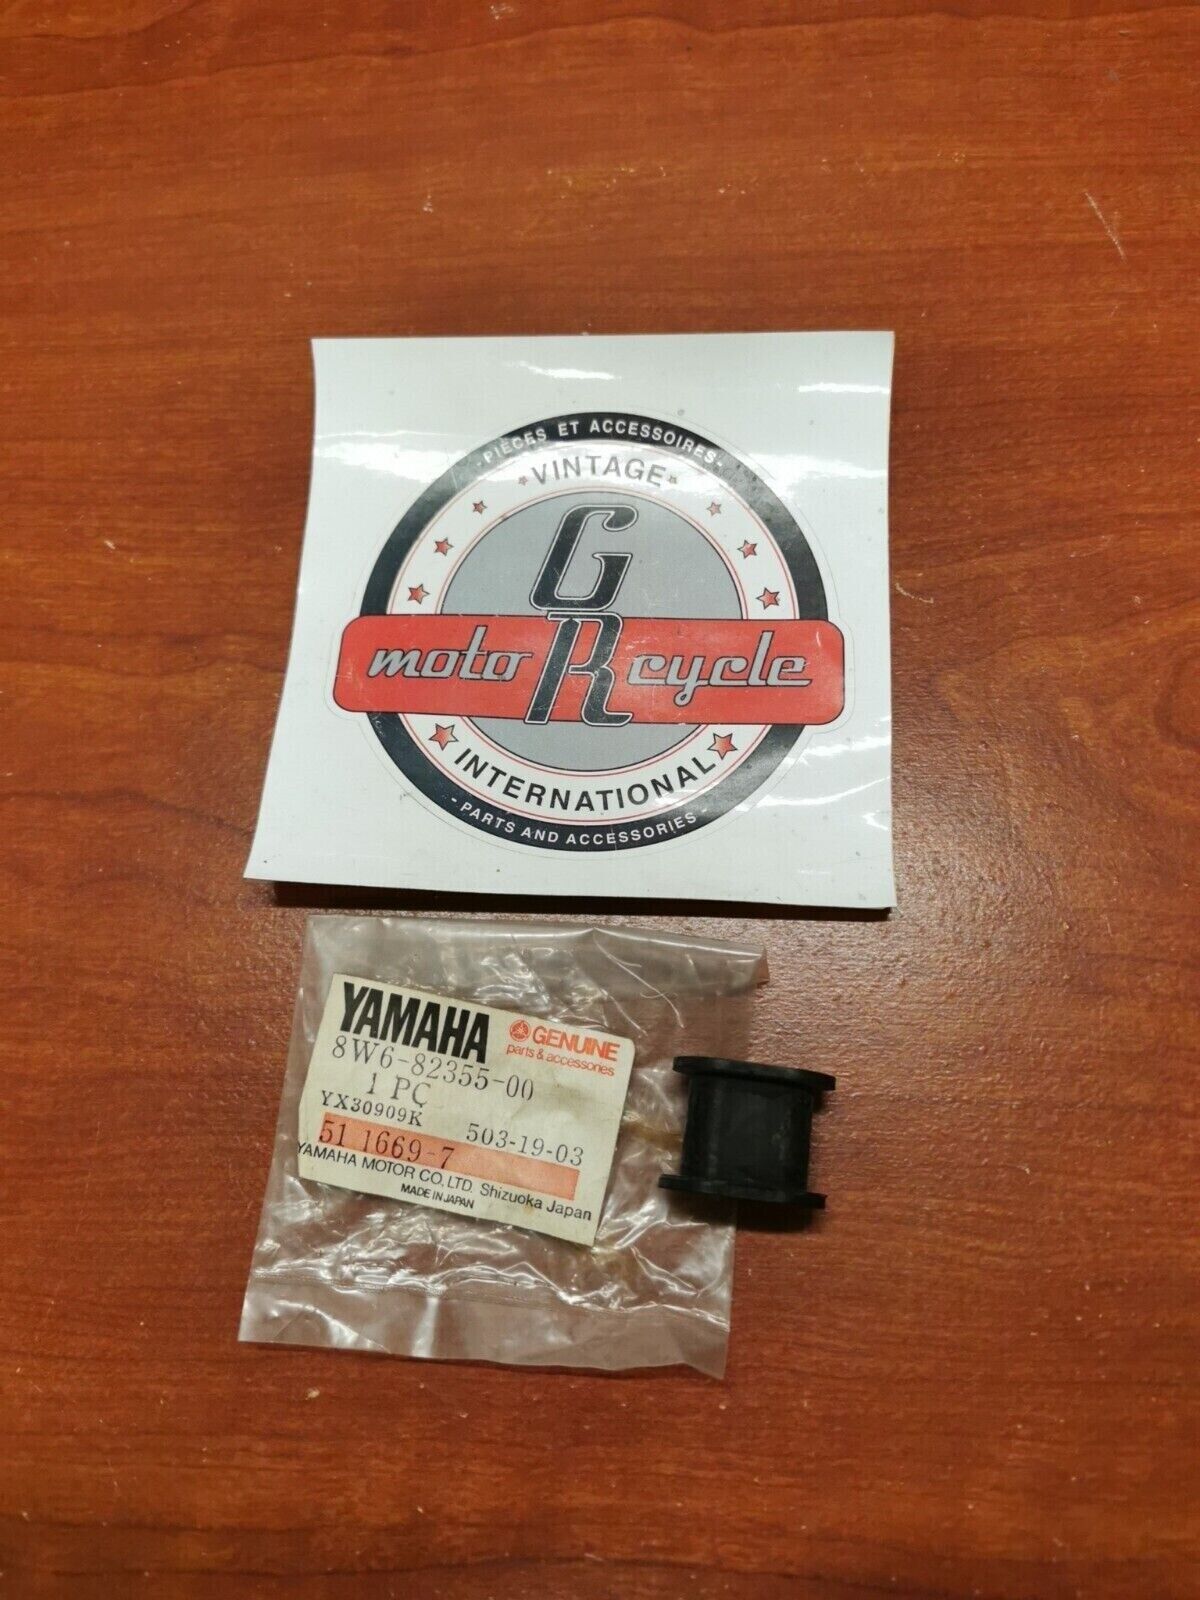 -PIÈCES ET ACCESSOIRES-
VINTAGE
GR
moto cycle
INTERNATIONAL
-PARTS AND ACCESSORIES
YAMAHA GENUINE
parts & accessories
8W6-82355-00
1 PC
YX30909K 503-19-03
51 1669-7
YAMAHA MOTOR CO., LTD. Shizuoka Japan
MADE IN JAPAN